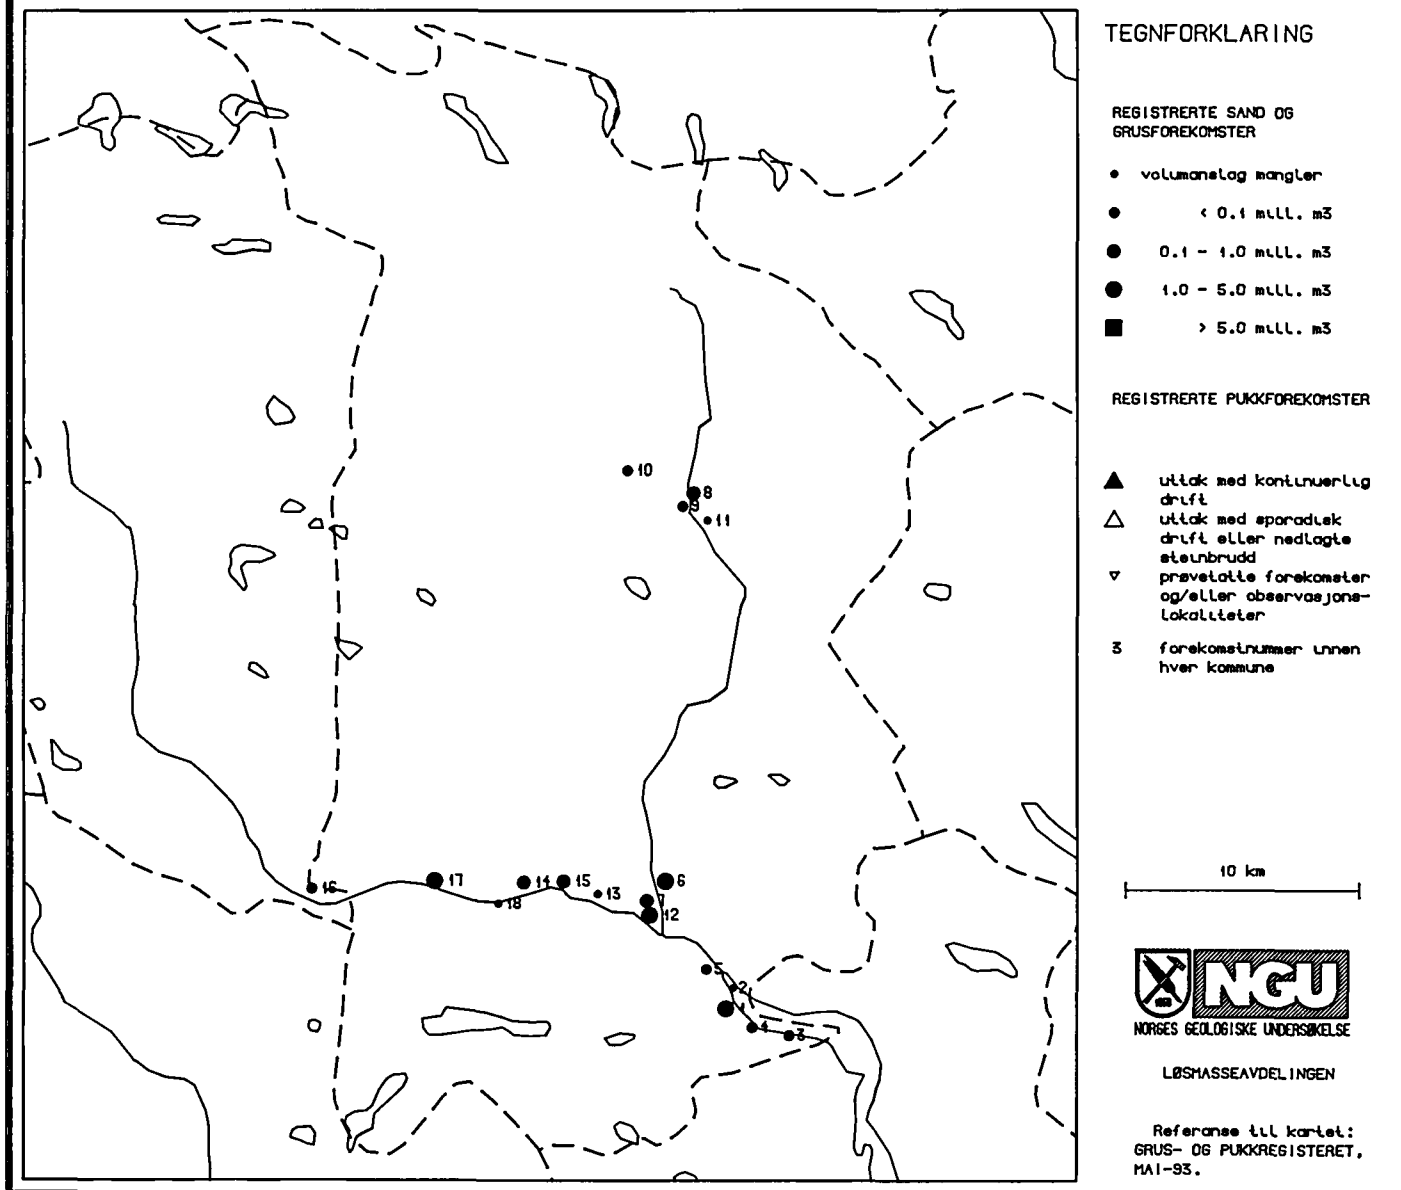 TEGNFORKLARING
REGISTRERTE SAND OG
GRUSFOREKOMSTER
volumanslag mangler
< 0.1 mill. m3
0.1 - 1.0 mill. m3
1.0 - 5.0 mill. m3
> 5.0 mill. m3
REGISTRERTE PUKKFOREKOMSTER
uttak med kontinuerlig
drift
uttak med sporadisk
drift eller nedlagte
steinbrudd
prøvetatte forekomster
og/eller observasjons-
lokaliteter
3 forekomstnummer innen
hver kommune
10 km
NGU
NORGES GEOLOGISKE UNDERSØKELSE
LØSMASSEAVDELINGEN
Referanse til kartet:
GRUS- OG PUKKREGISTERET,
MAI-93.
10
8
9
11
16
17
14
15
13
18
6
7
12
5
2
1
4
3